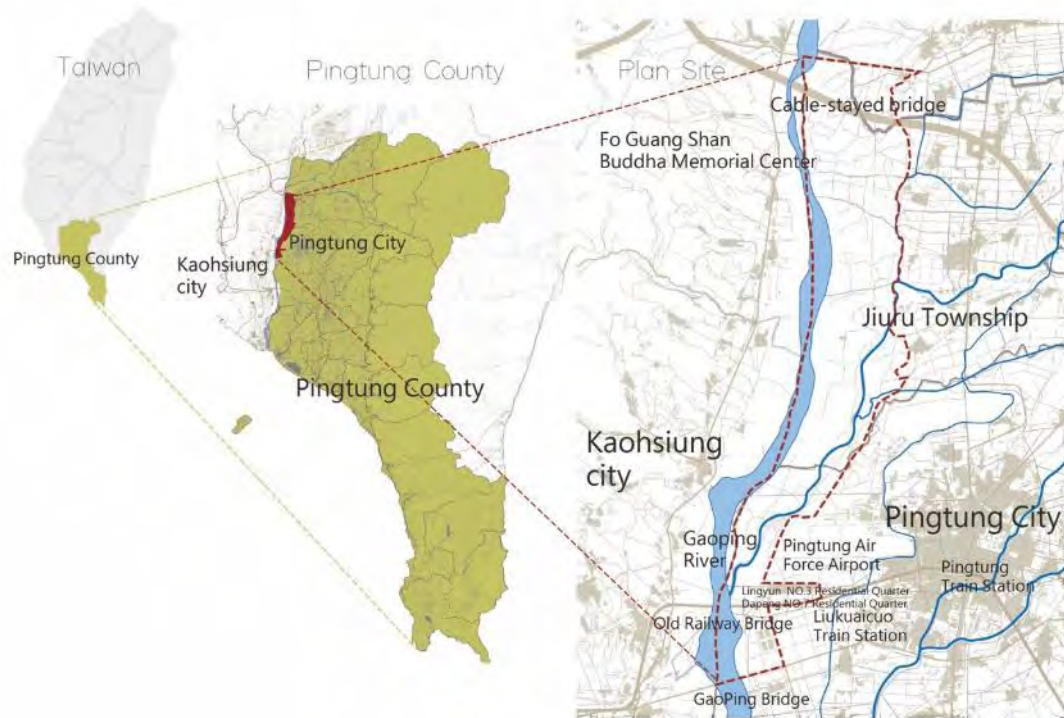 Taiwan
Pingtung County
Plan Site
Pingtung County
Kaohsiung
city
Pingtung City
Pingtung County
Cable-stayed bridge
Fo Guang Shan
Buddha Memorial Center
Jiuru Township
Kaohsiung
city
Pingtung City
Gaoping
River
Pingtung Air
Force Airport
Pingtung
Train Station
Lingyun NO.3 Residential Quarter
Dapeng NO.7 Residential Quarter
Old Railway Bridge
Liukuaicuo
Train Station
GaoPing Bridge